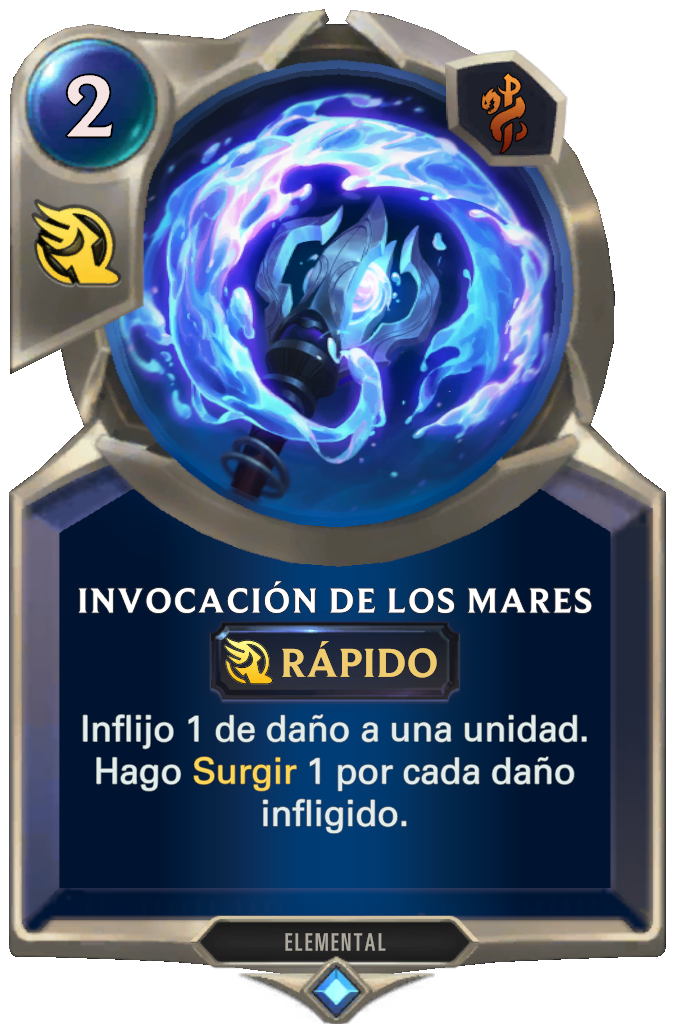 2
INVOCACIÓN DE LOS MARES
RÁPIDO
Inflijo 1 de daño a una unidad.
Hago Surgir 1 por cada daño
infligido.
ELEMENTAL